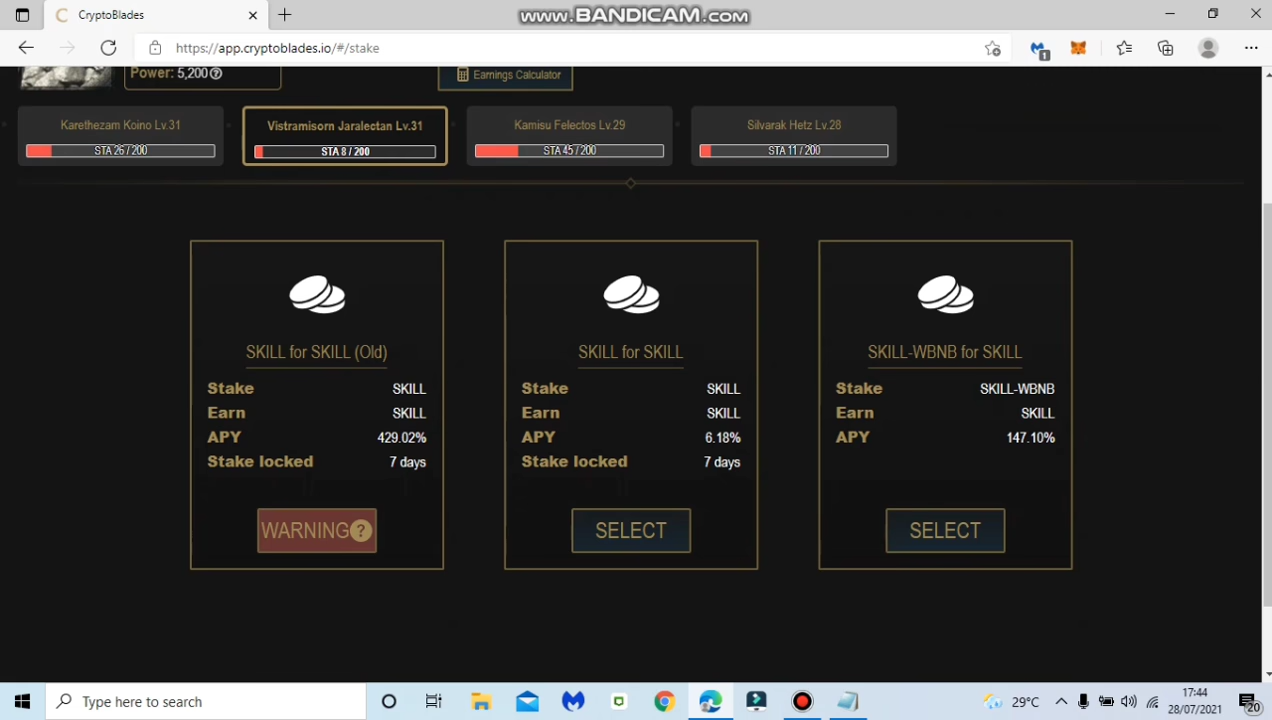 CryptoBlades
www.BANDICAM.com
https://app.cryptoblades.io/#/stake
1
Power: 5,200
Earnings Calculator
Karethezam Koino Lv.31
STA 26 / 200
Vistramisorn Jaralectan Lv.31
STA 8 / 200
Kamisu Felectos Lv.29
STA 45 / 200
Silvarak Hetz Lv.28
STA 11 / 200
SKILL for SKILL (Old)
Stake SKILL
Earn SKILL
APY 429.02%
Stake locked 7 days
WARNING ?
SKILL for SKILL
Stake SKILL
Earn SKILL
APY 6.18%
Stake locked 7 days
SELECT
SKILL-WBNB for SKILL
Stake SKILL-WBNB
Earn SKILL
APY 147.10%
SELECT
Type here to search
29°C
17:44
28/07/2021
20